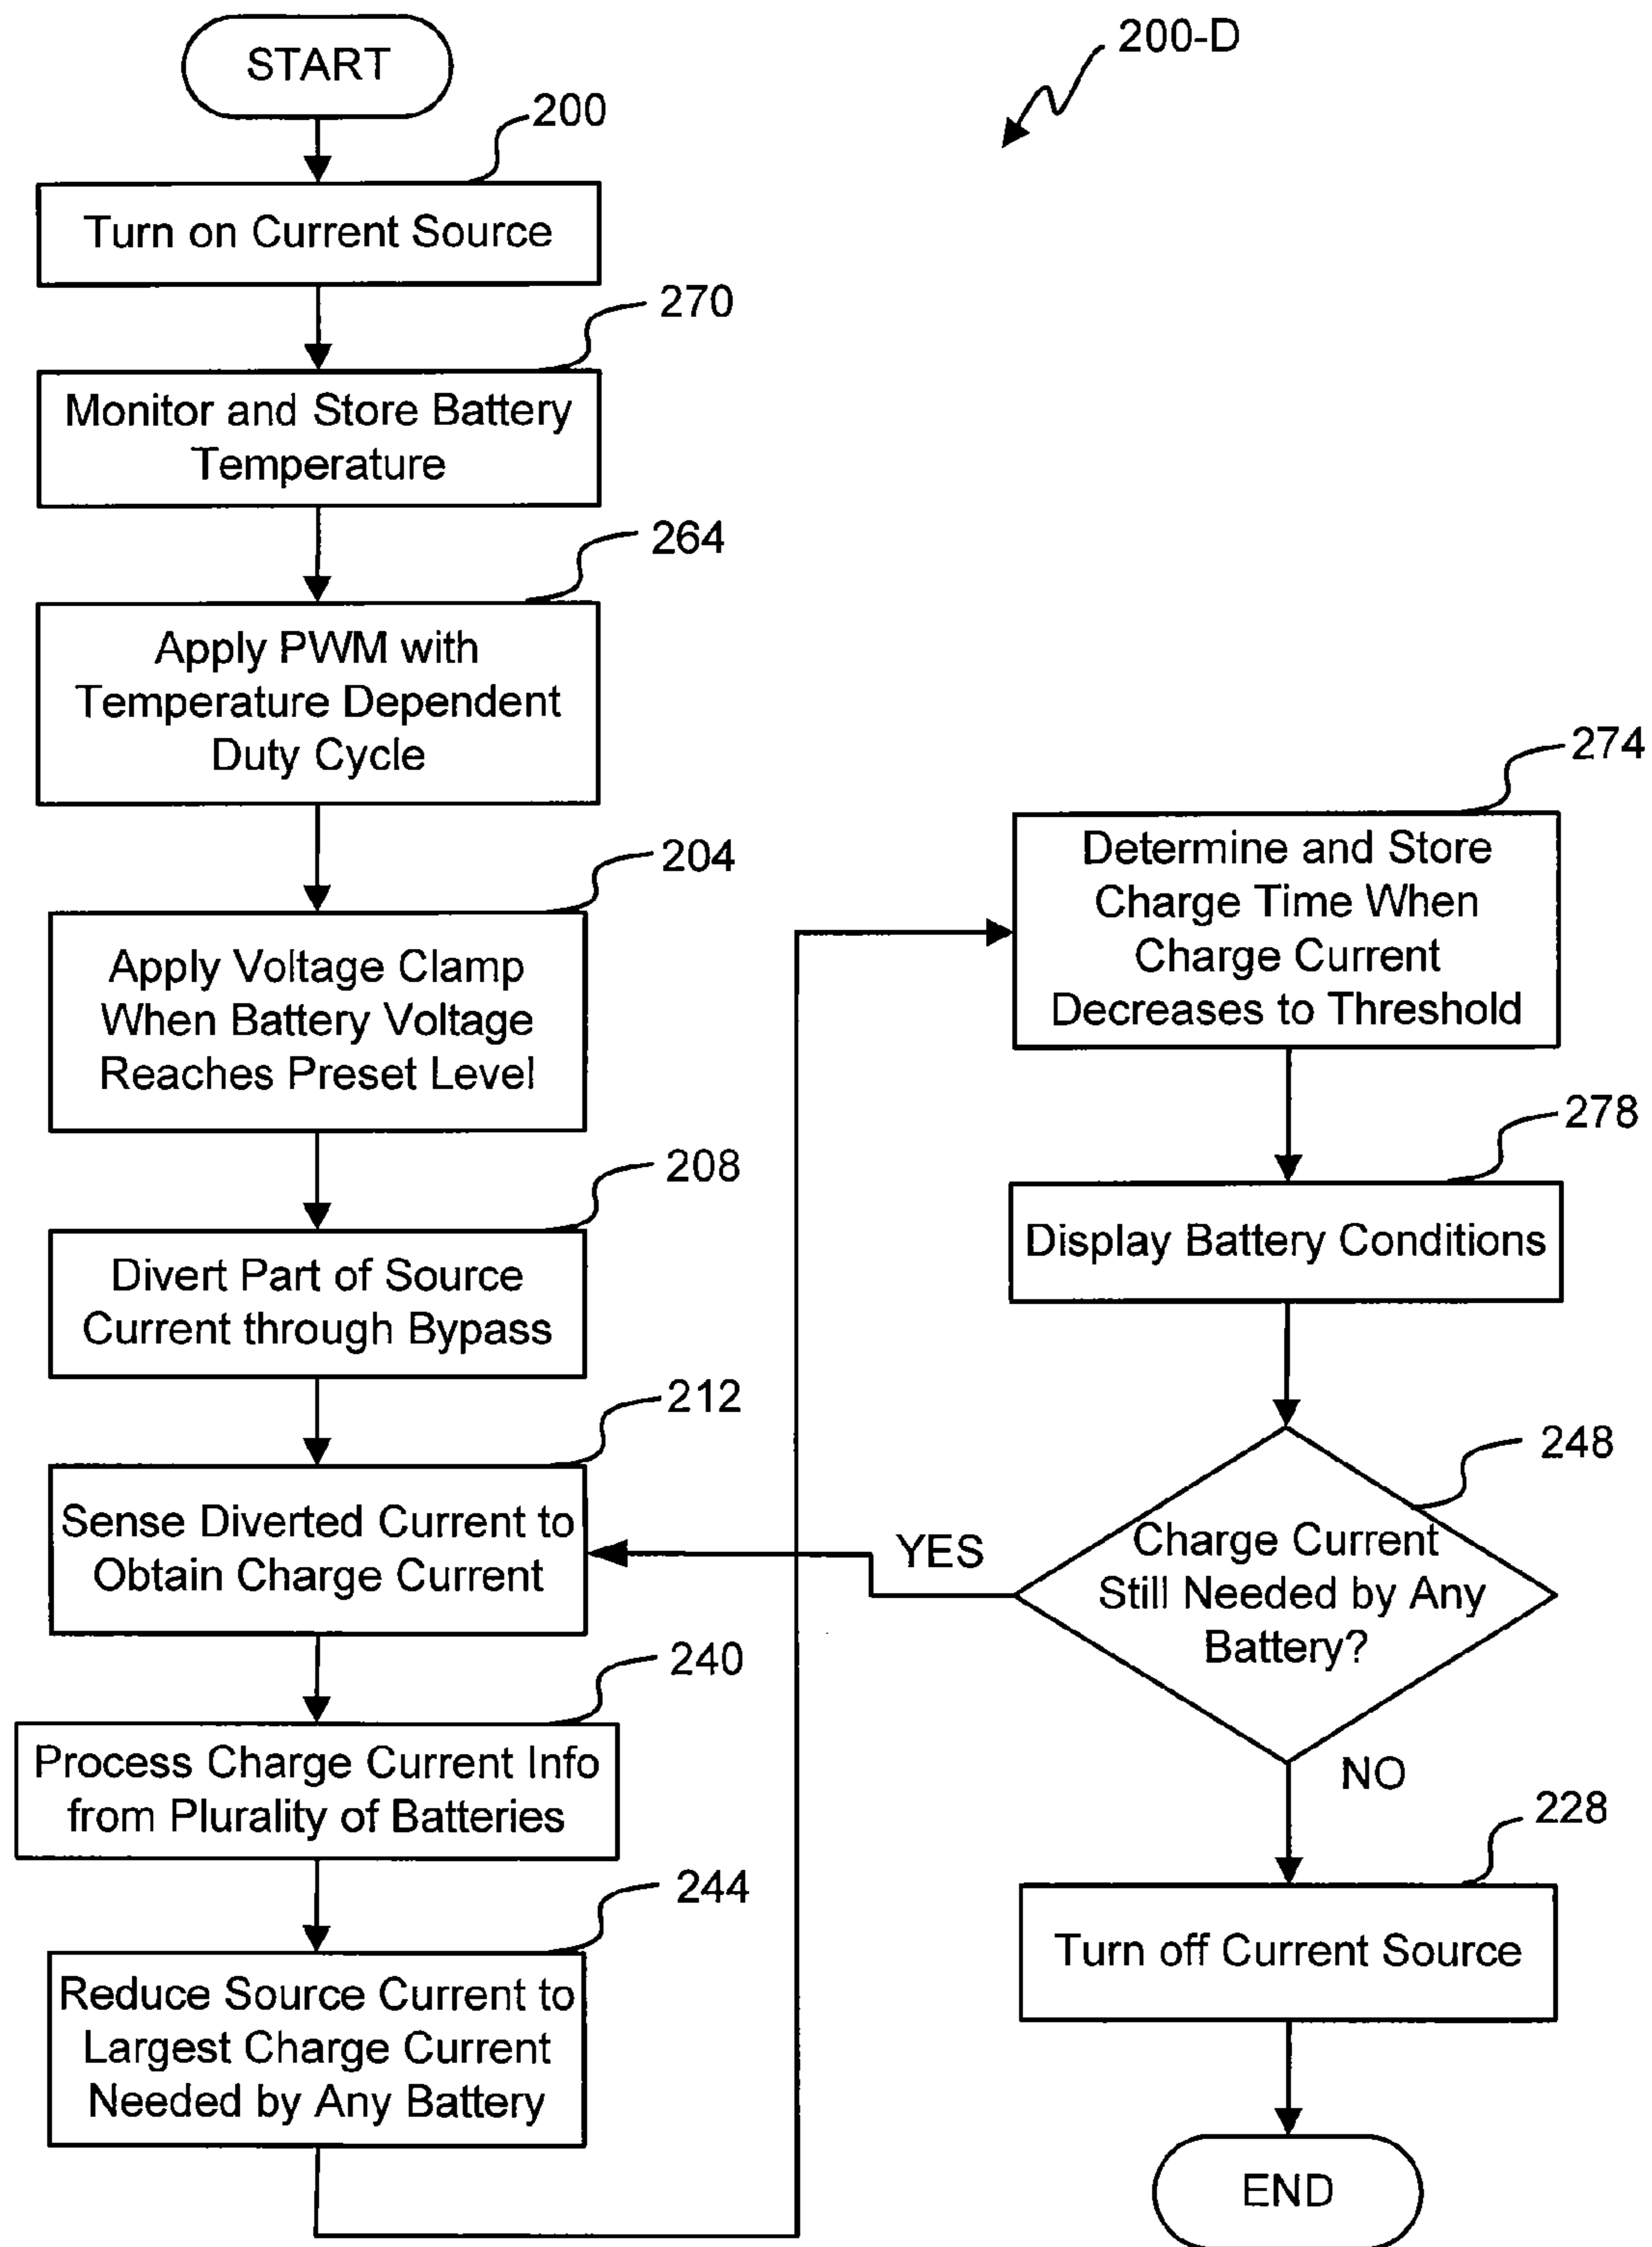 START
200-D
200
Turn on Current Source
270
Monitor and Store Battery
Temperature
264
Apply PWM with
Temperature Dependent
Duty Cycle
204
Apply Voltage Clamp
When Battery Voltage
Reaches Preset Level
208
Divert Part of Source
Current through Bypass
212
Sense Diverted Current to
Obtain Charge Current
240
Process Charge Current Info
from Plurality of Batteries
244
Reduce Source Current to
Largest Charge Current
Needed by Any Battery
274
Determine and Store
Charge Time When
Charge Current
Decreases to Threshold
278
Display Battery Conditions
248
Charge Current
Still Needed by Any
Battery?
YES
NO
228
Turn off Current Source
END